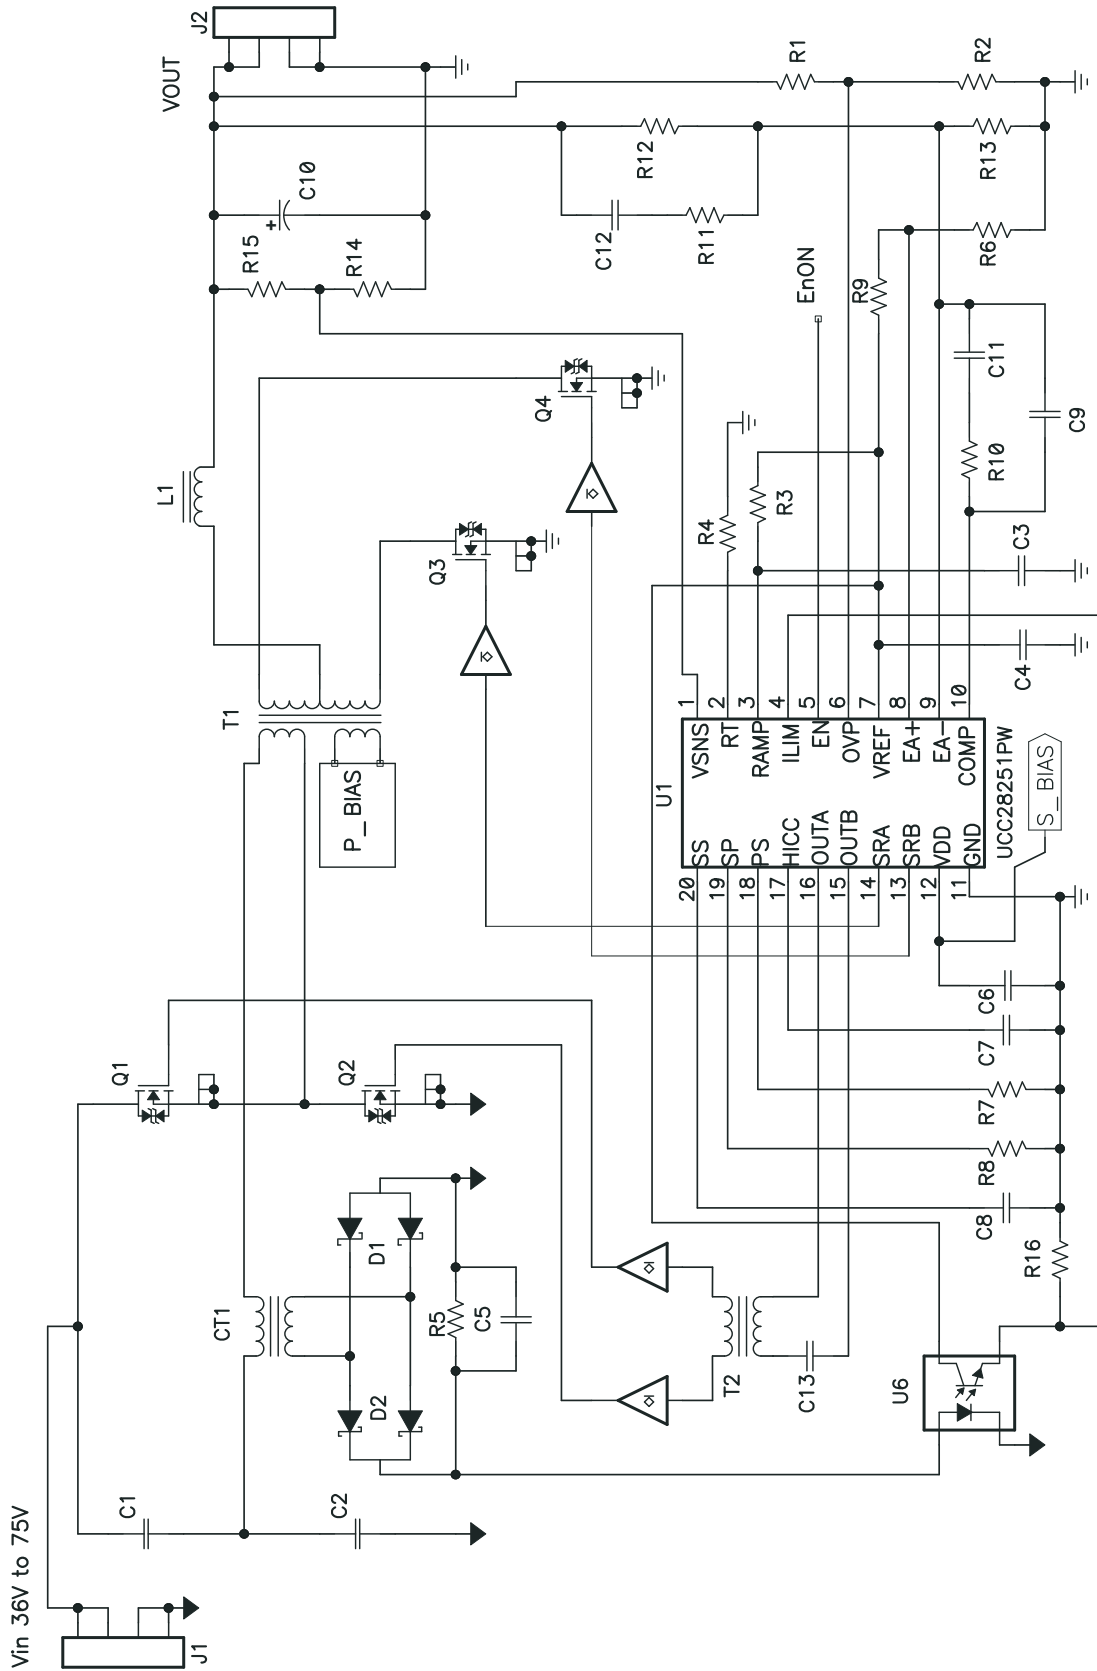 Vin 36V to 75V
J1
C1
C2
CT1
D1
D2
R5
C5
Q1
Q2
T1
P_BIAS
L1
Q3
Q4
VOUT
J2
R15
R14
C10
C12
R11
R12
R1
R2
R13
R6
R9
EnON
R4
R3
C11
R10
C9
C3
C4
U1
UCC28251PW
1 VSNS
2 RT
3 RAMP
4 ILIM
5 EN
6 OVP
7 VREF
8 EA+
9 EA-
10 COMP
20 SS
19 SP
18 PS
17 HICC
16 OUTA
15 OUTB
14 SRA
13 SRB
12 VDD
11 GND
S_BIAS
C6
C7
R7
R8
C8
R16
T2
C13
U6